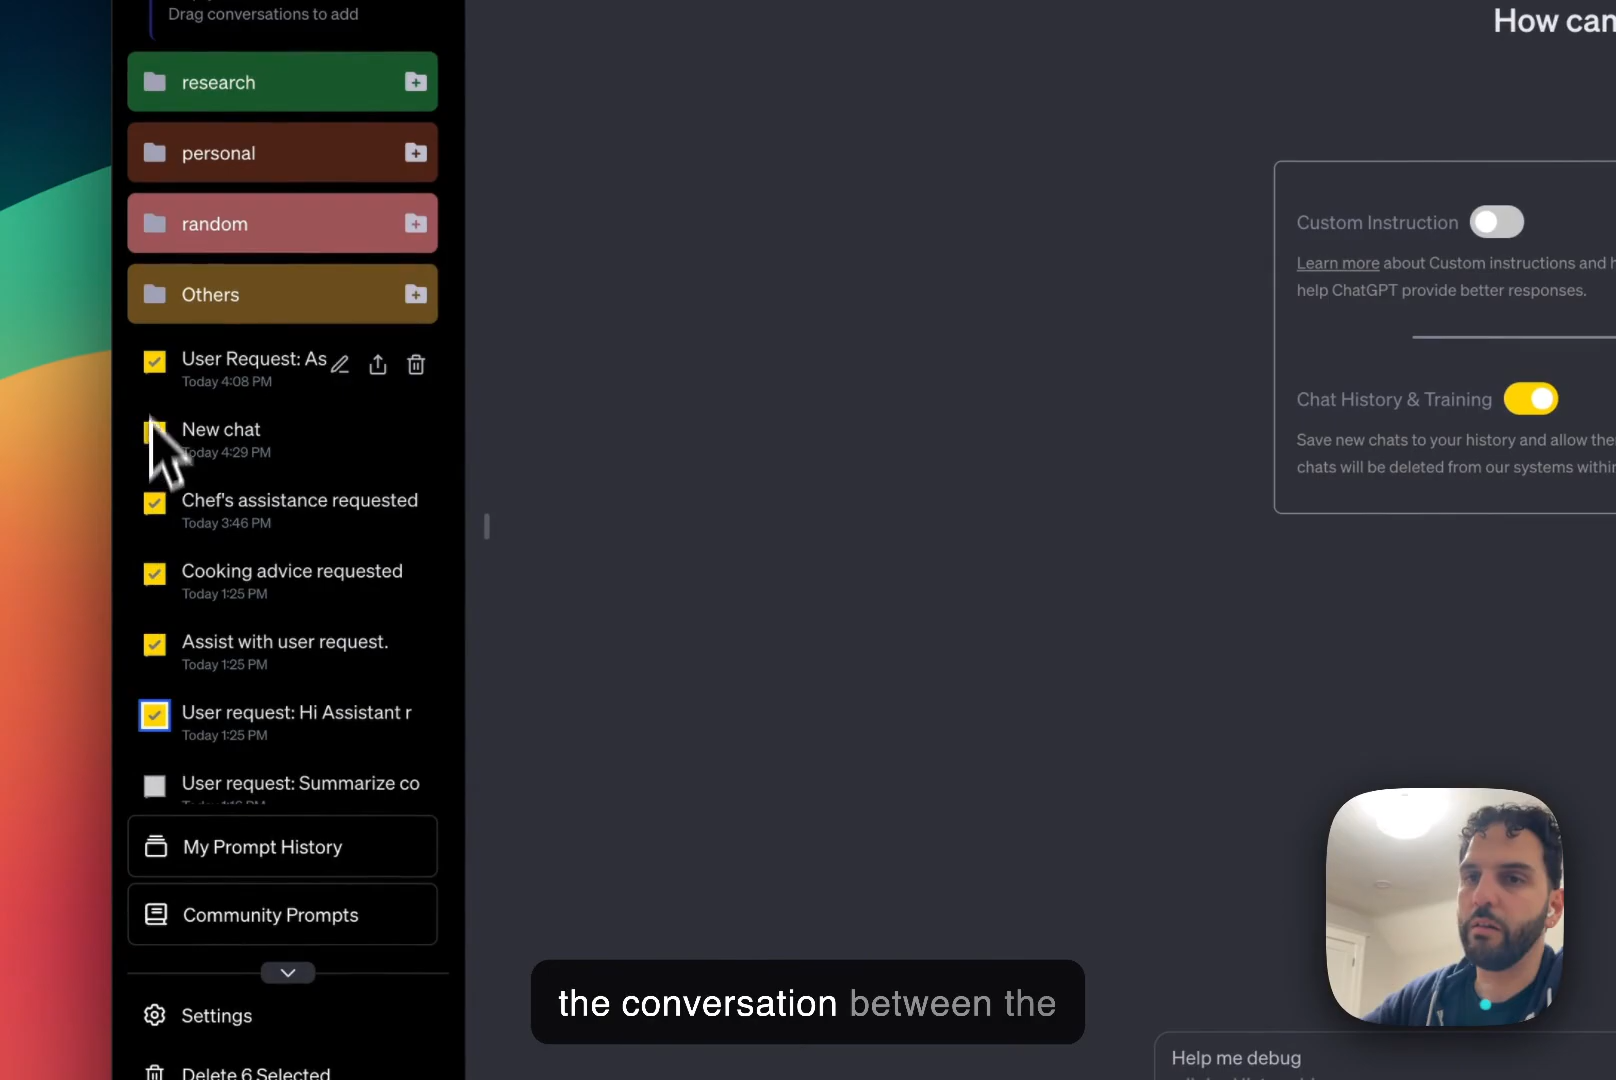 Drag conversations to add
How can
research
personal
random
Others
User Request: As
Today 4:08 PM
New chat
Today 4:29 PM
Chef's assistance requested
Today 3:46 PM
Cooking advice requested
Today 1:25 PM
Assist with user request.
Today 1:25 PM
User request: Hi Assistant r
Today 1:25 PM
User request: Summarize co
My Prompt History
Community Prompts
Settings
Delete 6 Selected
Custom Instruction
Learn more about Custom instructions and h
help ChatGPT provide better responses.
Chat History & Training
Save new chats to your history and allow the
chats will be deleted from our systems within
the conversation between the
Help me debug